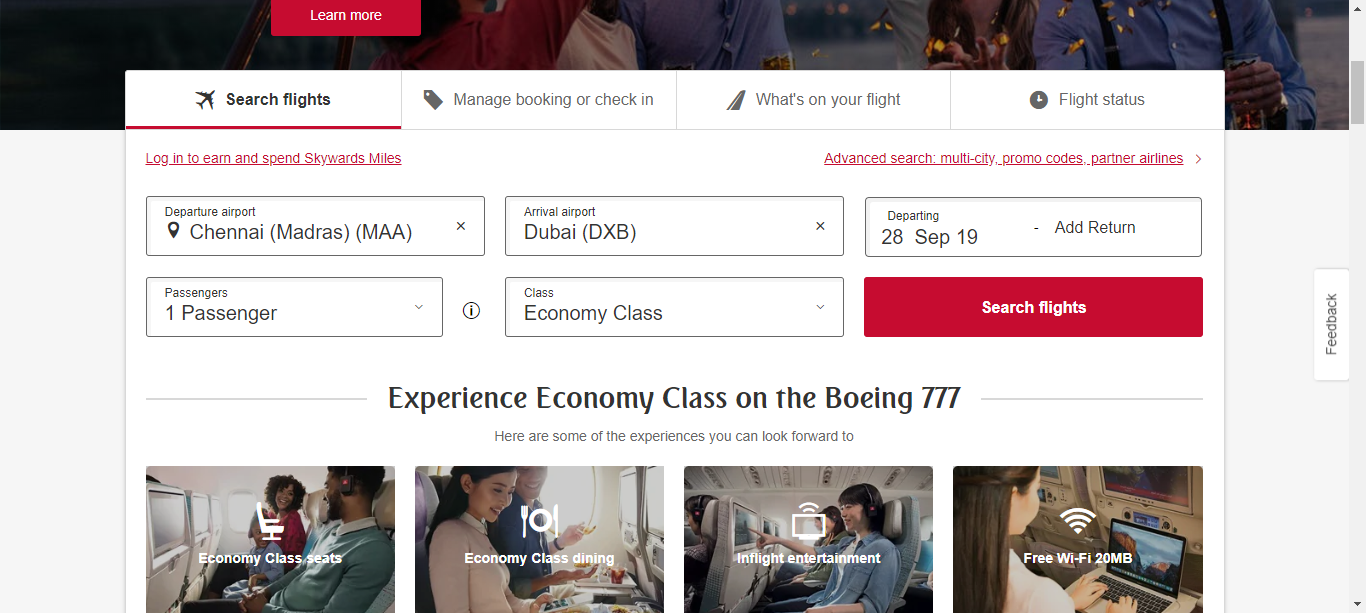 Learn more
Search flights
Manage booking or check in
What's on your flight
Flight status
Log in to earn and spend Skywards Miles
Advanced search: multi-city, promo codes, partner airlines
Departure airport
Chennai (Madras) (MAA)
Arrival airport
Dubai (DXB)
Departing
28 Sep 19
- Add Return
Passengers
1 Passenger
Class
Economy Class
Search flights
Feedback
Experience Economy Class on the Boeing 777
Here are some of the experiences you can look forward to
Economy Class seats
Economy Class dining
Inflight entertainment
Free Wi-Fi 20MB